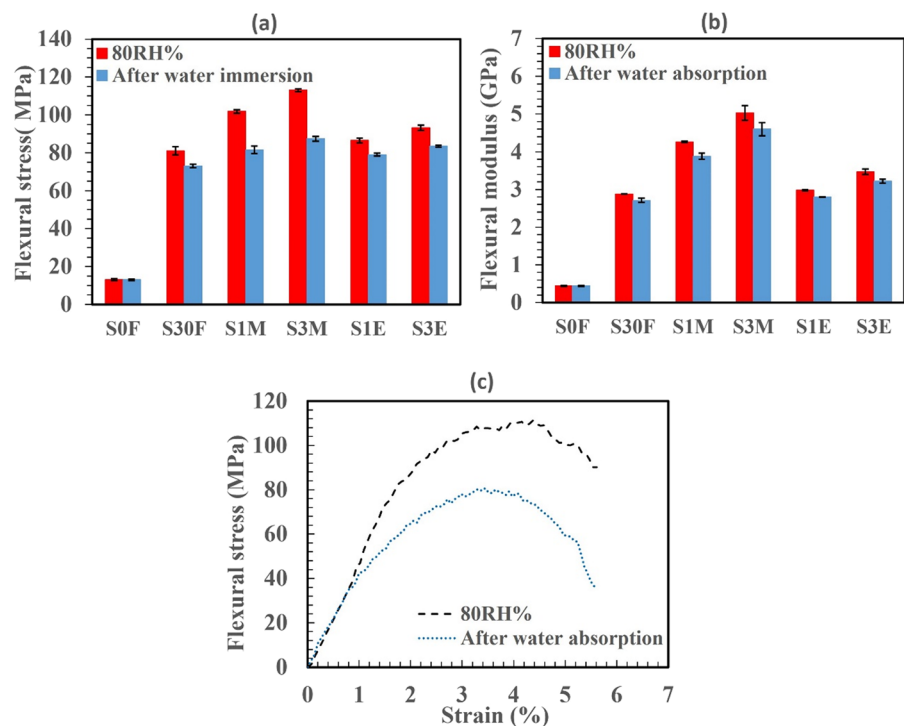 (a)
140
120
100
80
60
40
20
0
Flexural stress( MPa)
80RH%
After water immersion
S0F S30F S1M S3M S1E S3E
(b)
7
6
5
4
3
2
1
0
Flexural modulus (GPa)
80RH%
After water absorption
S0F S30F S1M S3M S1E S3E
(c)
120
100
80
60
40
20
0
Flexural stress (MPa)
80RH%
After water absorption
0 1 2 3 4 5 6 7
Strain (%)